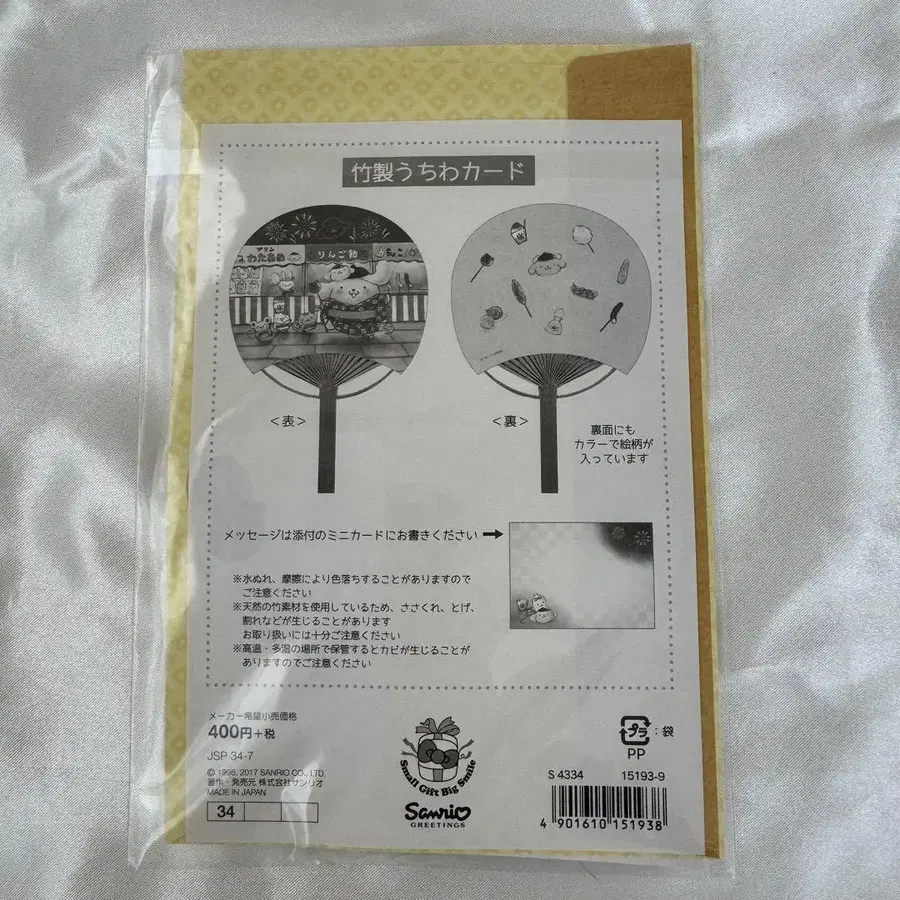 竹製うちわカード
プリン
わたあめ
りんご飴
<表>
<裏>
裏面にも
カラーで絵柄が
入っています
メッセージは添付のミニカードにお書きください➡
※水ぬれ、摩擦により色落ちすることがありますので
ご注意ください
※天然の竹素材を使用しているため、ささくれ、とげ、
割れなどが生じることがあります
お取り扱いには十分ご注意ください
※高温・多湿の場所で保管するとカビが生じることが
ありますのでご注意ください
メーカー希望小売価格
400円+税
JSP 34-7
© 1996, 2017 SANRIO CO., LTD.
著作・発売元 株式会社サンリオ
MADE IN JAPAN
34
Small Gift Big Smile
Sanrio
GREETINGS
プラ : 袋
PP
S 4334 15193-9
4 901610 151938